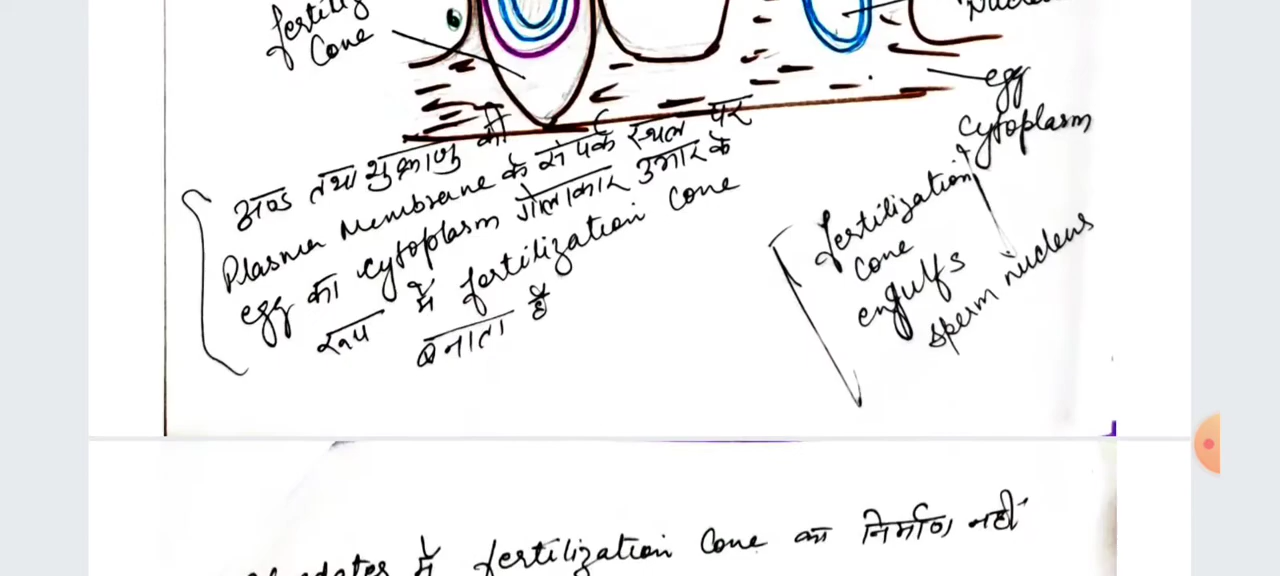 Cone
Nucle
egg
Cytoplasm
अण्ड तथा शुक्राणु की
Plasma Membrane के संपर्क स्थल पर
egg का cytoplasm गोलाकार उभार के
रूप में fertilization cone
बनाता है
fertilization
cone
engulfs
sperm nucleus
में fertilization Cone का निर्माण नहीं